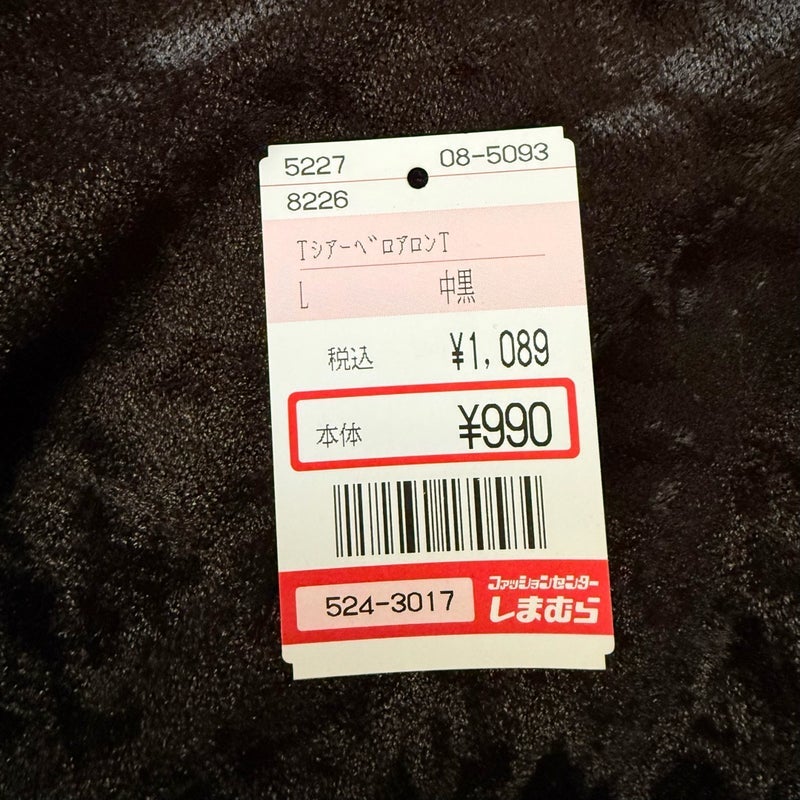 5227 08-5093
8226
TシアーベロアロンT
L 中黒
税込 ¥1,089
本体 ¥990
524-3017
ファッションセンター
しまむら